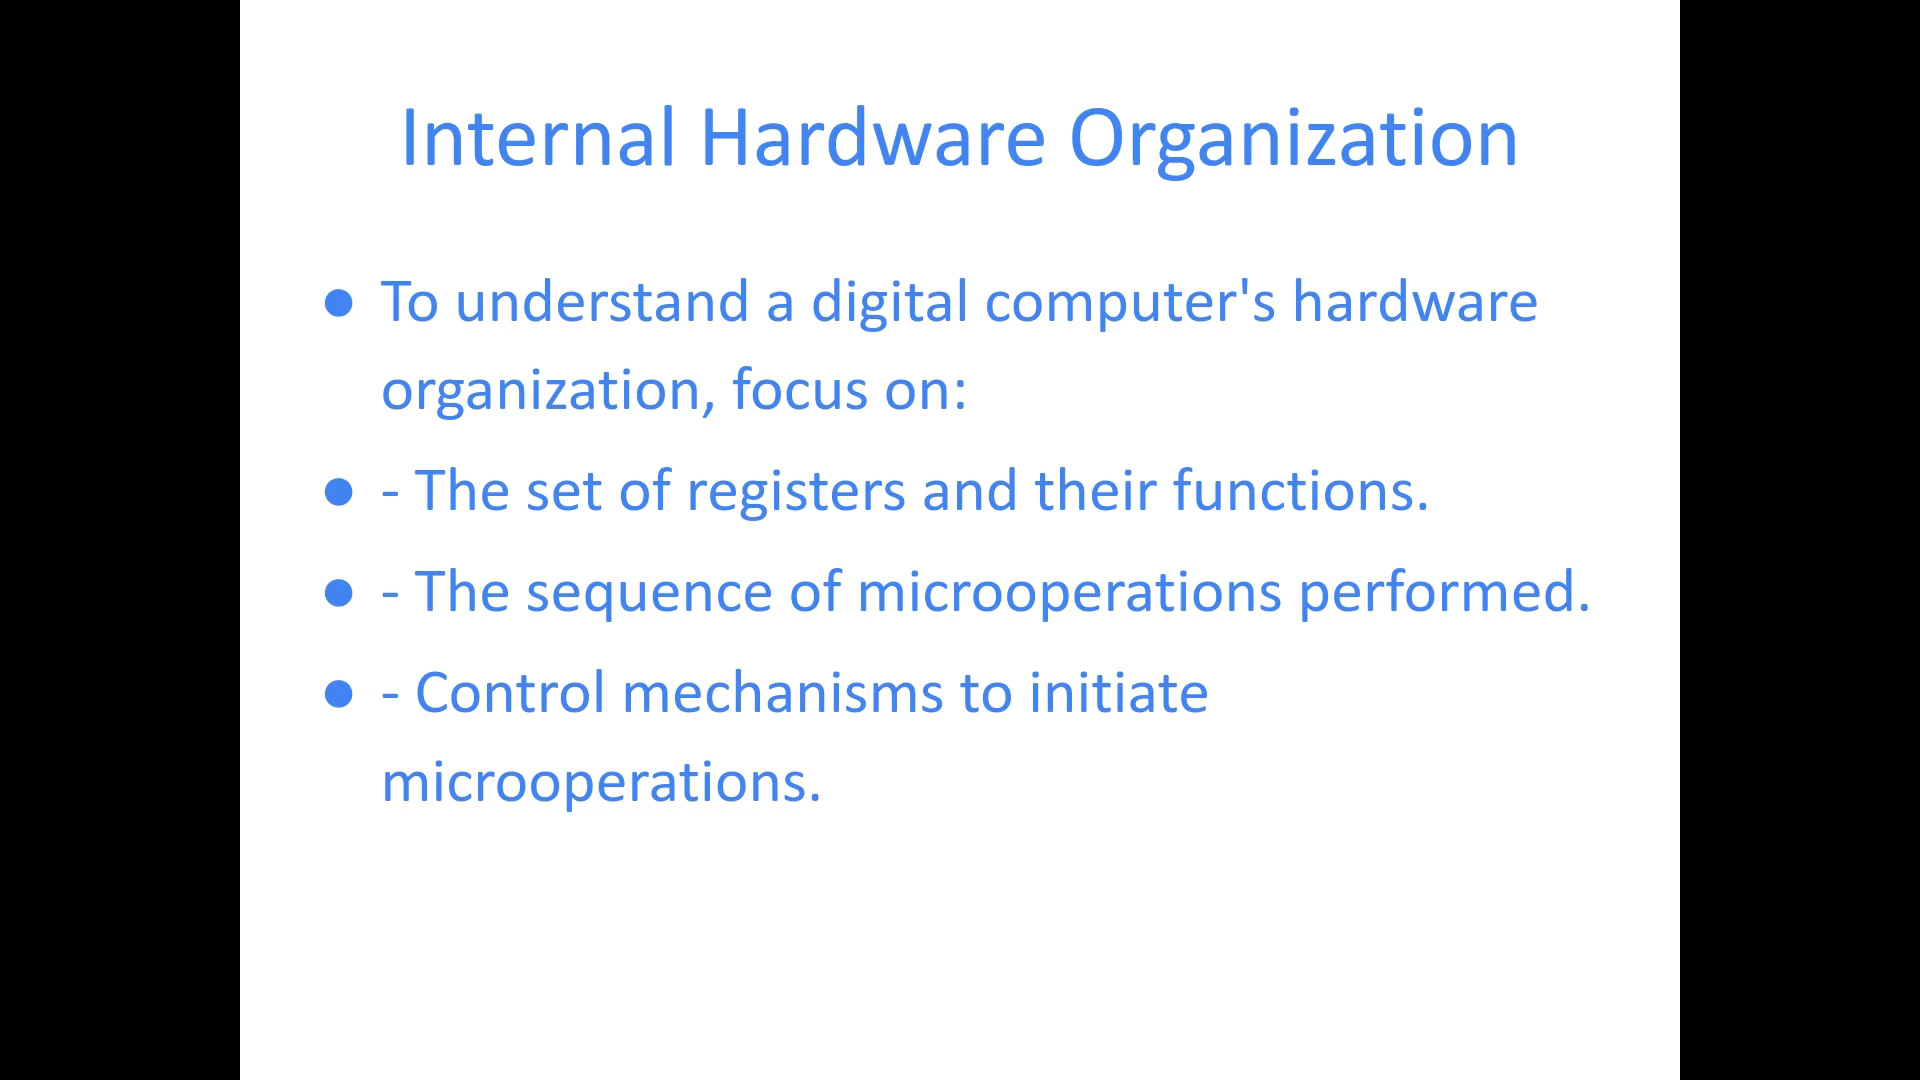 Internal Hardware Organization
● To understand a digital computer's hardware
organization, focus on:
● - The set of registers and their functions.
● - The sequence of microoperations performed.
● - Control mechanisms to initiate
microoperations.